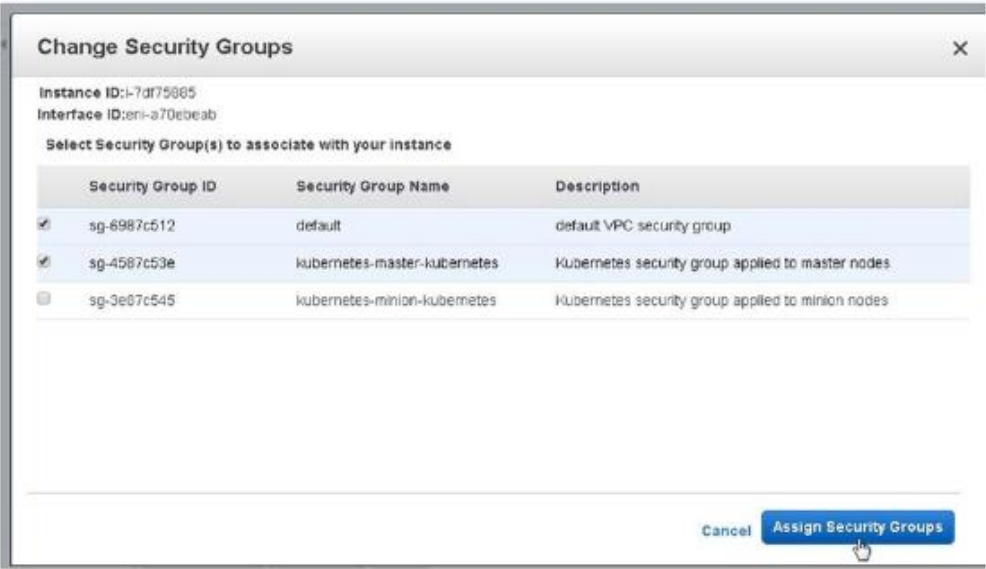 Change Security Groups
Instance ID:i-7df75885
Interface ID:eni-a70ebeab
Select Security Group(s) to associate with your instance
Security Group ID Security Group Name Description
sg-6987c512 default default VPC security group
sg-4587c53e kubernetes-master-kubernetes Kubernetes security group applied to master nodes
sg-3e87c545 kubernetes-minion-kubernetes Kubernetes security group applied to minion nodes
Cancel Assign Security Groups